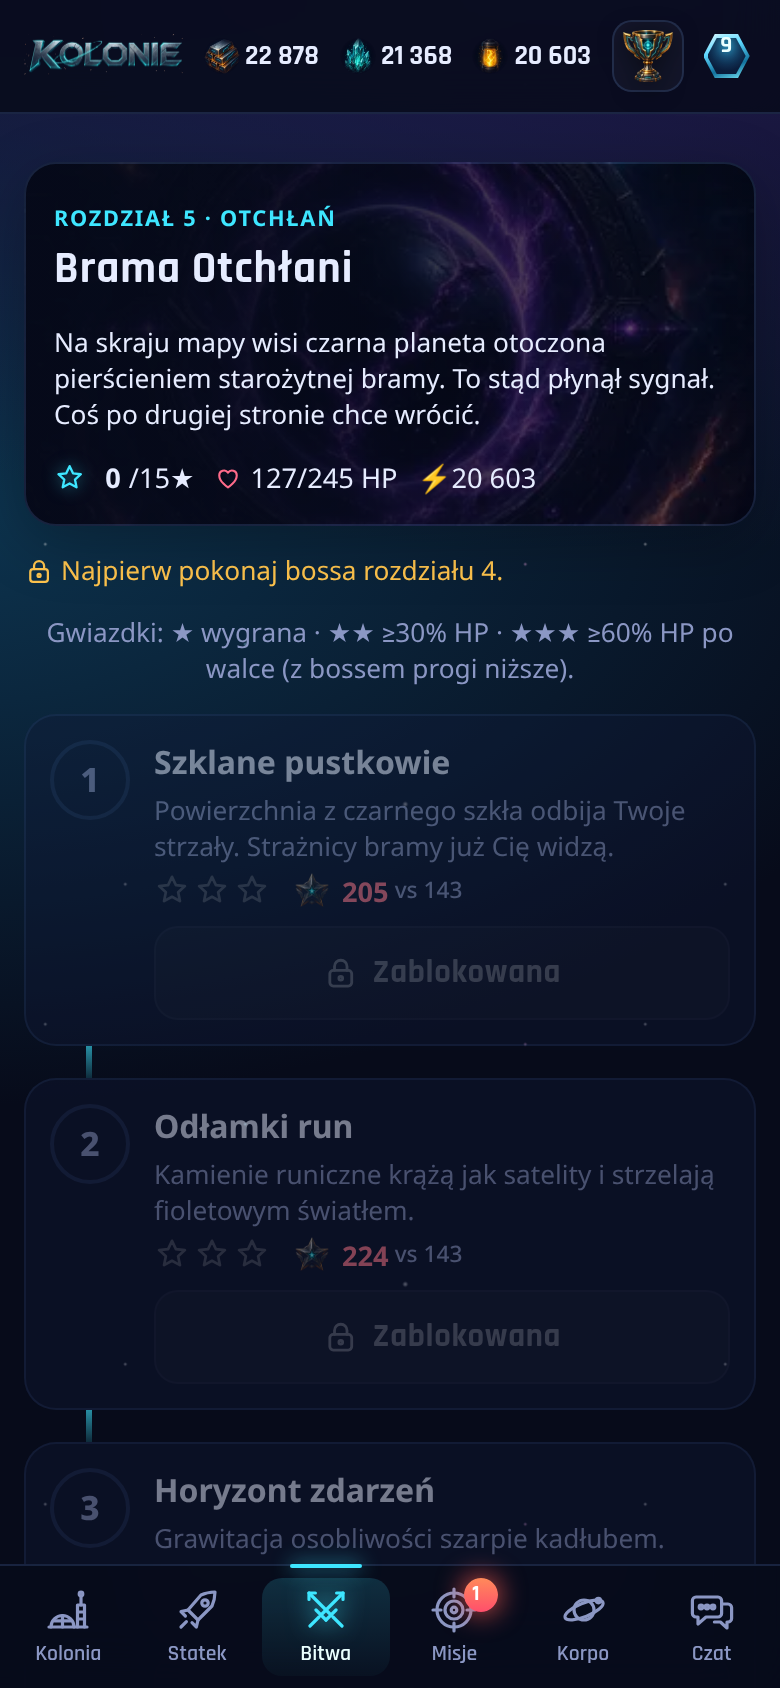 KOLONIE 22 878 21 368 20 603 9
ROZDZIAŁ 5 · OTCHŁAŃ
Brama Otchłani
Na skraju mapy wisi czarna planeta otoczona
pierścieniem starożytnej bramy. To stąd płynął sygnał.
Coś po drugiej stronie chce wrócić.
0 /15★ 127/245 HP ⚡20 603
Najpierw pokonaj bossa rozdziału 4.
Gwiazdki: ★ wygrana · ★★ ≥30% HP · ★★★ ≥60% HP po
walce (z bossem progi niższe).
1 Szklane pustkowie
Powierzchnia z czarnego szkła odbija Twoje
strzały. Strażnicy bramy już Cię widzą.
205 vs 143
Zablokowana
2 Odłamki run
Kamienie runiczne krążą jak satelity i strzelają
fioletowym światłem.
224 vs 143
Zablokowana
3 Horyzont zdarzeń
Grawitacja osobliwości szarpie kadłubem.
1
Kolonia Statek Bitwa Misje Korpo Czat